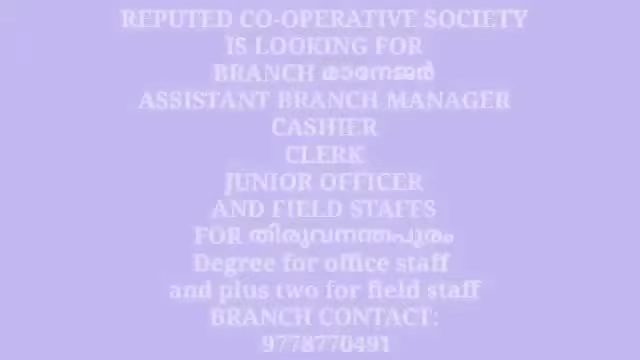 REPUTED CO-OPERATIVE SOCIETY
IS LOOKING FOR
BRANCH മാനേജർ
ASSISTANT BRANCH MANAGER
CASHIER
CLERK
JUNIOR OFFICER
AND FIELD STAFFS
FOR തിരുവനന്തപുരം
Degree for office staff
and plus two for field staff
BRANCH CONTACT:
9778770491